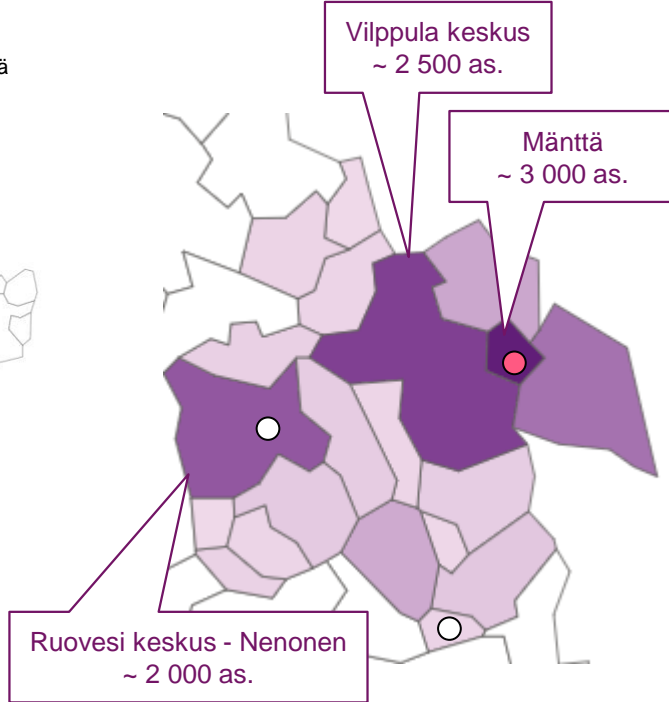 Vilppula keskus
~ 2 500 as.
ä
Mänttä
~ 3 000 as.
Ruovesi keskus - Nenonen
~ 2 000 as.